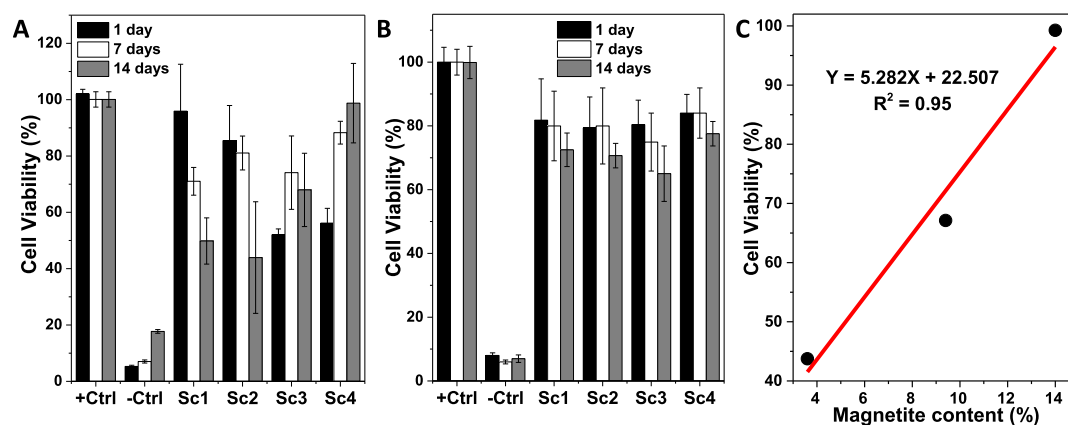 A
1 day
7 days
14 days
Cell Viability (%)
120
100
80
60
40
20
0
+Ctrl -Ctrl Sc1 Sc2 Sc3 Sc4
B
1 day
7 days
14 days
Cell Viability (%)
100
80
60
40
20
0
+Ctrl -Ctrl Sc1 Sc2 Sc3 Sc4
C
Y = 5.282X + 22.507
R² = 0.95
Cell Viability (%)
100
90
80
70
60
50
40
4 6 8 10 12 14
Magnetite content (%)